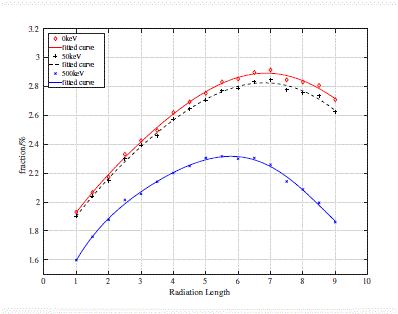 3.2
0keV
fitted curve
50keV
fitted curve
500keV
fitted curve
3
2.8
2.6
2.4
2.2
2
1.8
1.6
fraction/%
0 1 2 3 4 5 6 7 8 9 10
Radiation Length